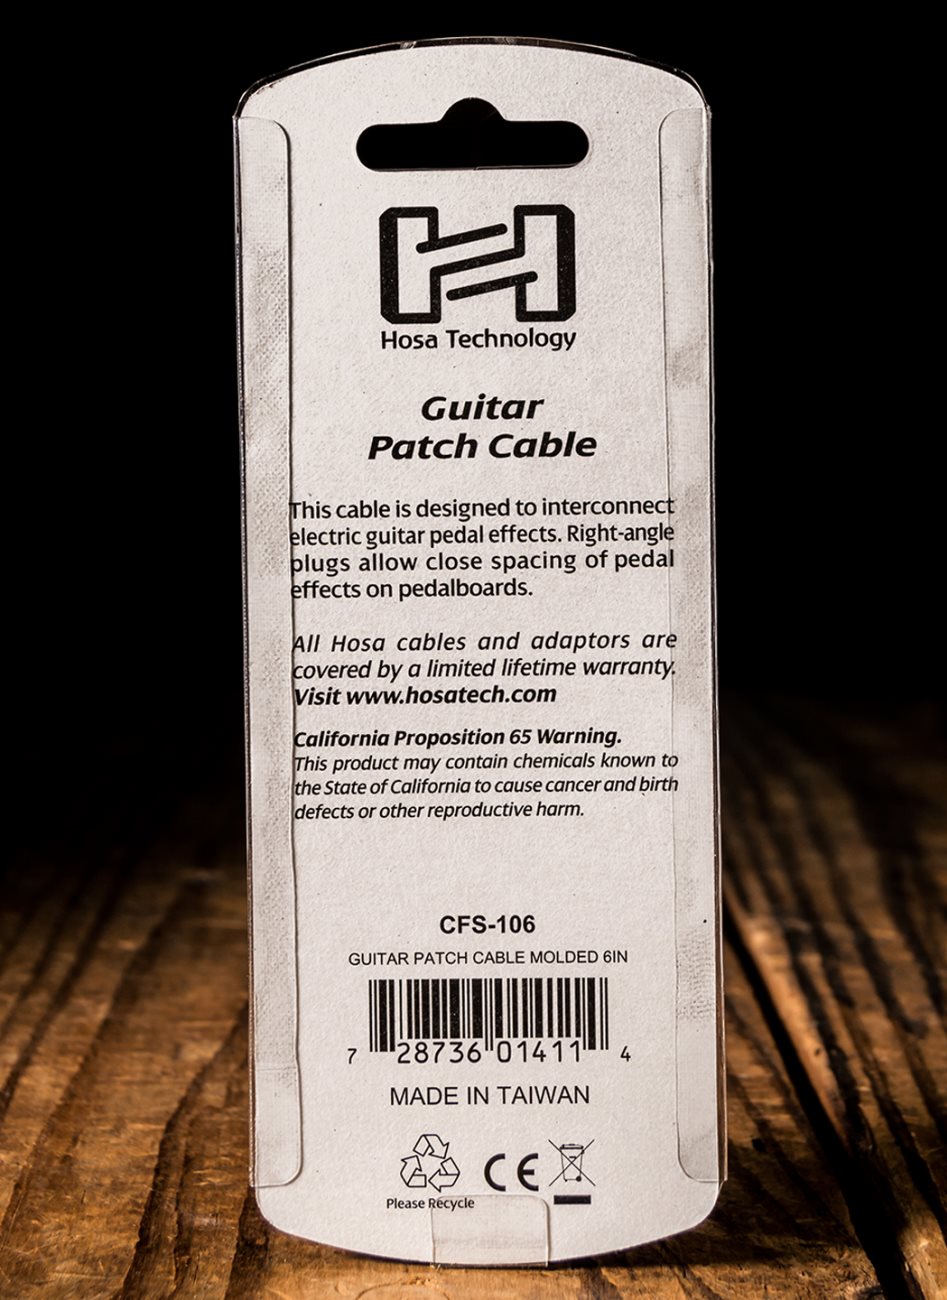 Hosa Technology
Guitar
Patch Cable
This cable is designed to interconnect
electric guitar pedal effects. Right-angle
plugs allow close spacing of pedal
effects on pedalboards.
All Hosa cables and adaptors are
covered by a limited lifetime warranty.
Visit www.hosatech.com
California Proposition 65 Warning.
This product may contain chemicals known to
the State of California to cause cancer and birth
defects or other reproductive harm.
CFS-106
GUITAR PATCH CABLE MOLDED 6IN
7 28736 01411 4
MADE IN TAIWAN
CE
Please Recycle